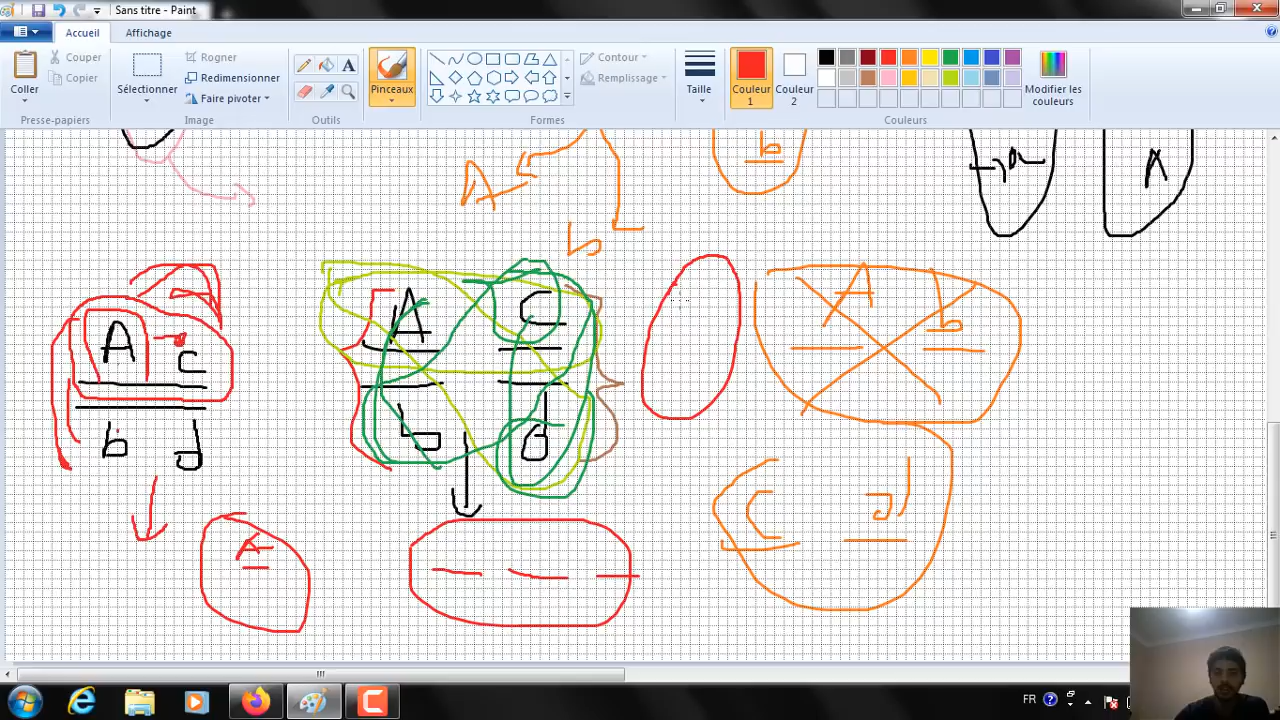 Sans titre - Paint
Accueil Affichage
Coller
Couper
Copier
Presse-papiers
Sélectionner
Rogner
Redimensionner
Faire pivoter
Image
A
Outils
Pinceaux
Contour
Remplissage
Formes
Taille
Couleur 1
Couleur 2
Modifier les couleurs
Couleurs
b
A
A
b
A c
b d
A C
b d
A b
C d
A
FR